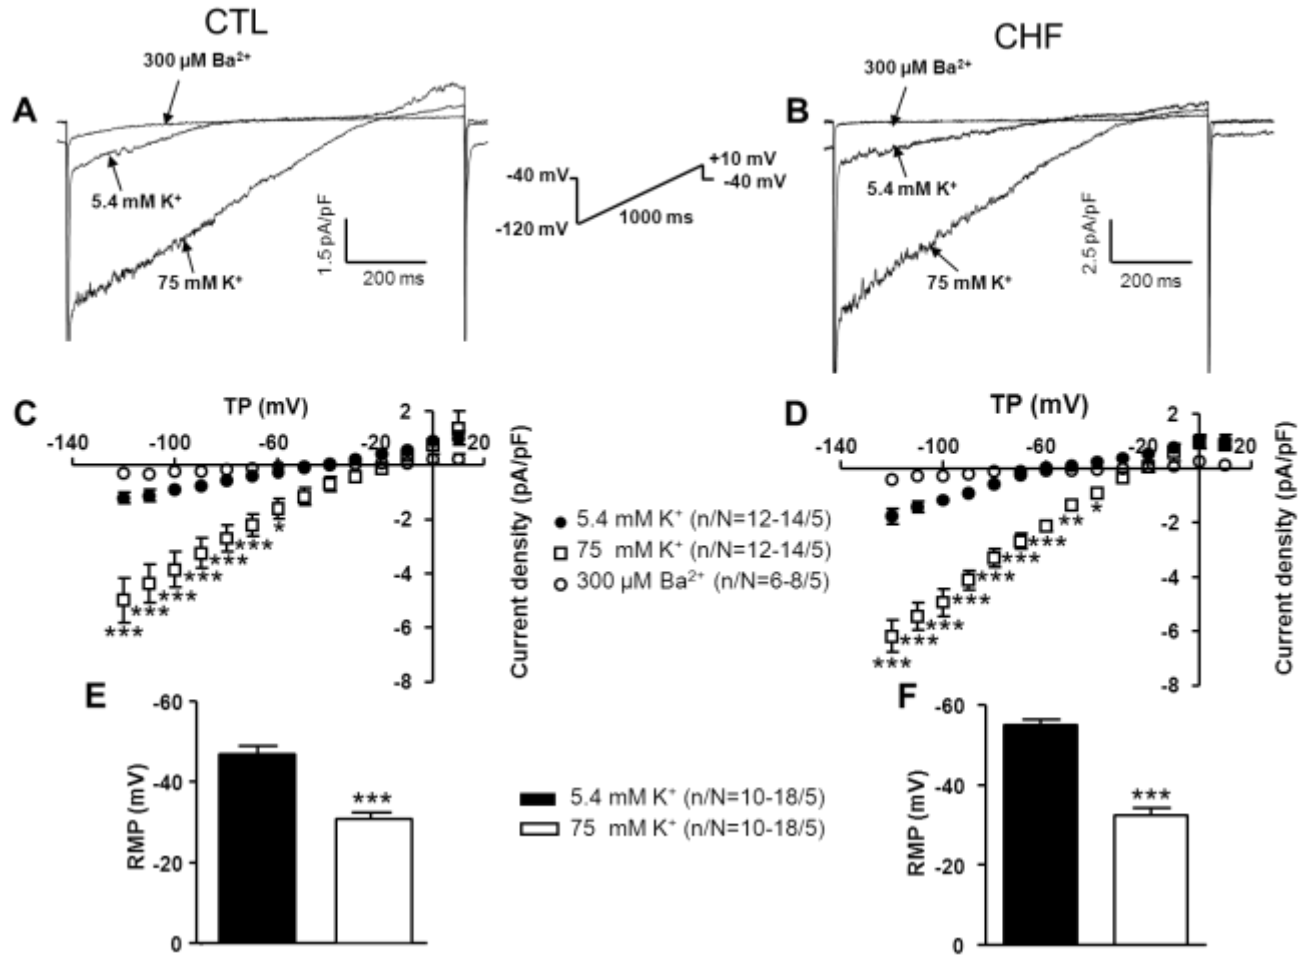 CTL
CHF
300 μM Ba²⁺
300 μM Ba²⁺
A
B
5.4 mM K⁺
75 mM K⁺
1.5 pA/pF
200 ms
-40 mV
+10 mV
-40 mV
1000 ms
-120 mV
5.4 mM K⁺
75 mM K⁺
2.5 pA/pF
200 ms
C
TP (mV)
-140
-100
-60
-20
20
2
-2
-4
-6
-8
Current density (pA/pF)
***
***
***
***
***
***
*
5.4 mM K⁺ (n/N=12-14/5)
75 mM K⁺ (n/N=12-14/5)
300 μM Ba²⁺ (n/N=6-8/5)
D
TP (mV)
-140
-100
-60
-20
20
2
-2
-4
-6
-8
Current density (pA/pF)
***
***
***
***
***
***
***
**
*
E
RMP (mV)
-60
-40
-20
0
***
5.4 mM K⁺ (n/N=10-18/5)
75 mM K⁺ (n/N=10-18/5)
F
RMP (mV)
-60
-40
-20
0
***